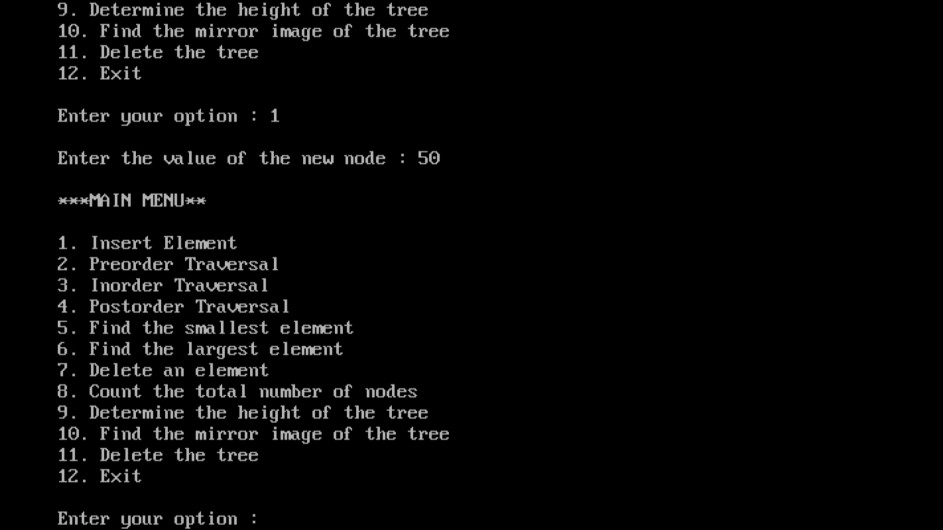 9. Determine the height of the tree
10. Find the mirror image of the tree
11. Delete the tree
12. Exit
Enter your option : 1
Enter the value of the new node : 50
***MAIN MENU**
1. Insert Element
2. Preorder Traversal
3. Inorder Traversal
4. Postorder Traversal
5. Find the smallest element
6. Find the largest element
7. Delete an element
8. Count the total number of nodes
9. Determine the height of the tree
10. Find the mirror image of the tree
11. Delete the tree
12. Exit
Enter your option :